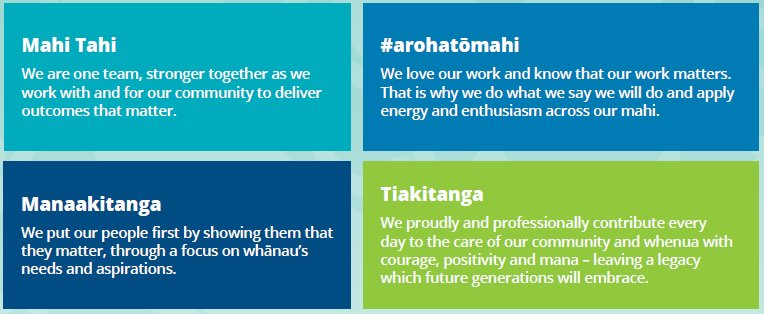 Mahi Tahi
We are one team, stronger together as we
work with and for our community to deliver
outcomes that matter.
#arohatōmahi
We love our work and know that our work matters.
That is why we do what we say we will do and apply
energy and enthusiasm across our mahi.
Manaakitanga
We put our people first by showing them that
they matter, through a focus on whānau's
needs and aspirations.
Tiakitanga
We proudly and professionally contribute every
day to the care of our community and whenua with
courage, positivity and mana – leaving a legacy
which future generations will embrace.